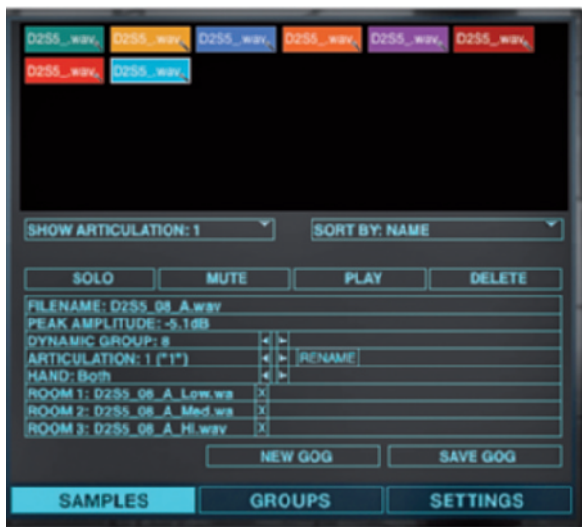 D2S5_.wav D2S5_.wav D2S5_.wav D2S5_.wav D2S5_.wav D2S5_.wav
D2S5_.wav D2S5_.wav
SHOW ARTICULATION: 1 SORT BY: NAME
SOLO MUTE PLAY DELETE
FILENAME: D2S5_08_A.wav
PEAK AMPLITUDE: -5.1dB
DYNAMIC GROUP: 8
ARTICULATION: 1 ("1") RENAME
HAND: Both
ROOM 1: D2S5_08_A_Low.wa X
ROOM 2: D2S5_08_A_Med.wa X
ROOM 3: D2S5_08_A_Hi.wav X
NEW GOG SAVE GOG
SAMPLES GROUPS SETTINGS